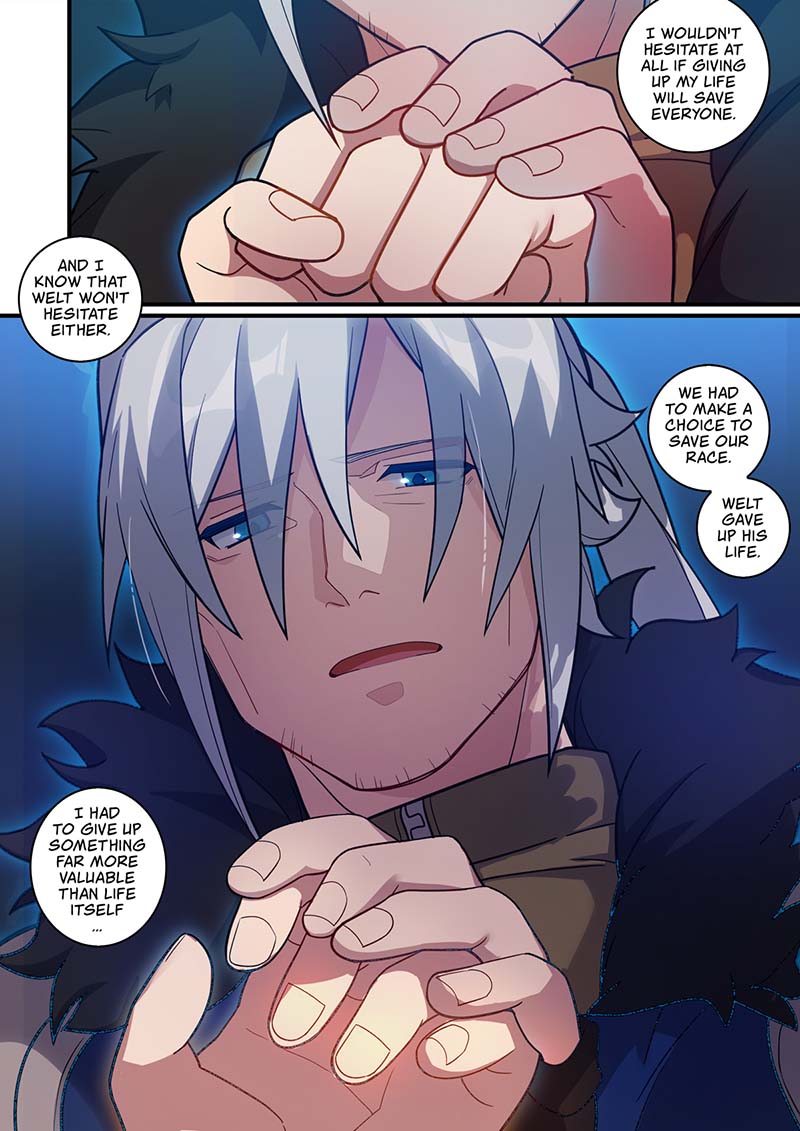 I WOULDN'T
HESITATE AT
ALL IF GIVING
UP MY LIFE
WILL SAVE
EVERYONE.
AND I
KNOW THAT
WELT WON'T
HESITATE
EITHER.
WE HAD
TO MAKE A
CHOICE TO
SAVE OUR
RACE.
WELT
GAVE
UP HIS
LIFE.
I HAD
TO GIVE UP
SOMETHING
FAR MORE
VALUABLE
THAN LIFE
ITSELF
...